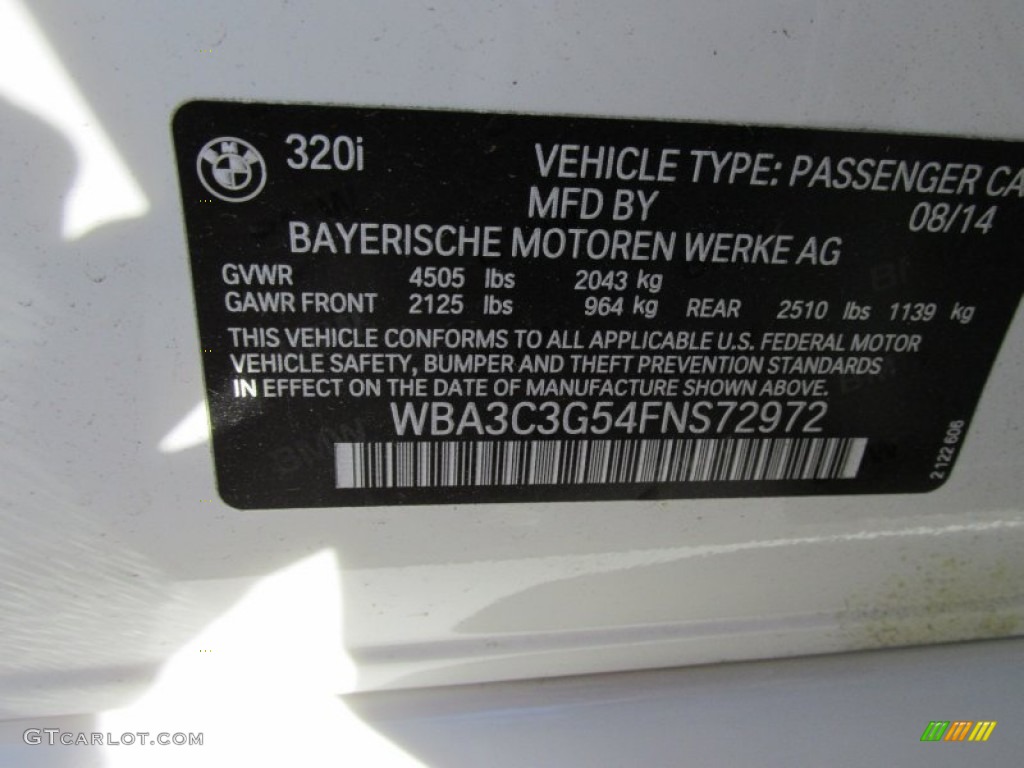 BMW 320i VEHICLE TYPE: PASSENGER CA
MFD BY 08/14
BAYERISCHE MOTOREN WERKE AG
GVWR 4505 lbs 2043 kg
GAWR FRONT 2125 lbs 964 kg REAR 2510 lbs 1139 kg
THIS VEHICLE CONFORMS TO ALL APPLICABLE U.S. FEDERAL MOTOR
VEHICLE SAFETY, BUMPER AND THEFT PREVENTION STANDARDS
IN EFFECT ON THE DATE OF MANUFACTURE SHOWN ABOVE.
WBA3C3G54FNS72972
2 122 606
GTCarlot.com